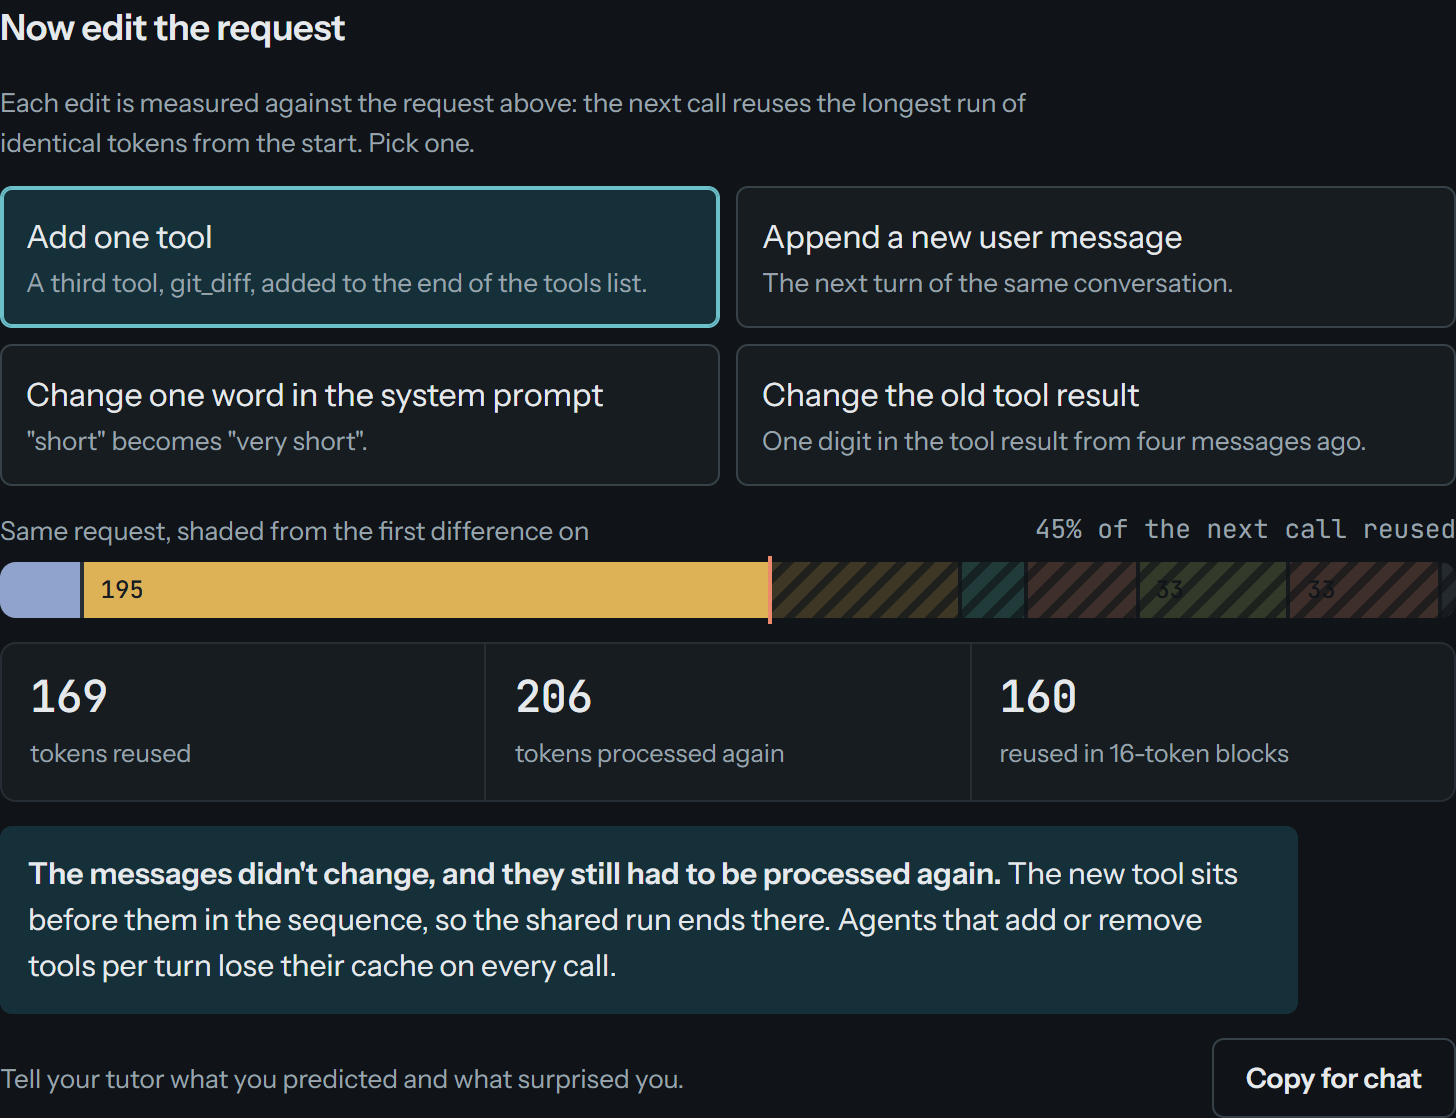 Now edit the request
Each edit is measured against the request above: the next call reuses the longest run of
identical tokens from the start. Pick one.
Add one tool
A third tool, git_diff, added to the end of the tools list.
Append a new user message
The next turn of the same conversation.
Change one word in the system prompt
"short" becomes "very short".
Change the old tool result
One digit in the tool result from four messages ago.
Same request, shaded from the first difference on
45% of the next call reused
195
33
33
169
tokens reused
206
tokens processed again
160
reused in 16-token blocks
The messages didn't change, and they still had to be processed again. The new tool sits
before them in the sequence, so the shared run ends there. Agents that add or remove
tools per turn lose their cache on every call.
Tell your tutor what you predicted and what surprised you.
Copy for chat